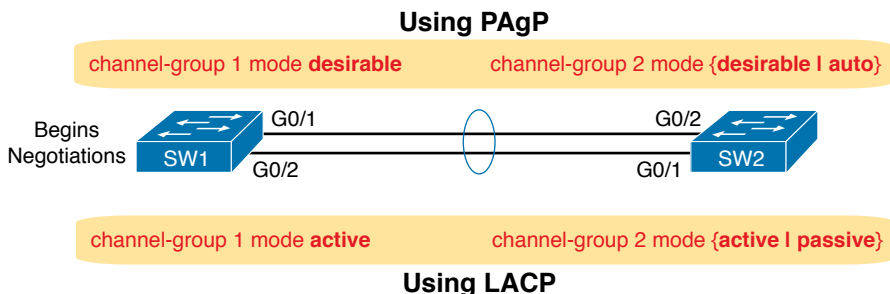 Using PAgP
channel-group 1 mode desirable
channel-group 2 mode {desirable | auto}
G0/1
G0/2
Begins
Negotiations
SW1
SW2
G0/2
G0/1
channel-group 1 mode active
channel-group 2 mode {active | passive}
Using LACP